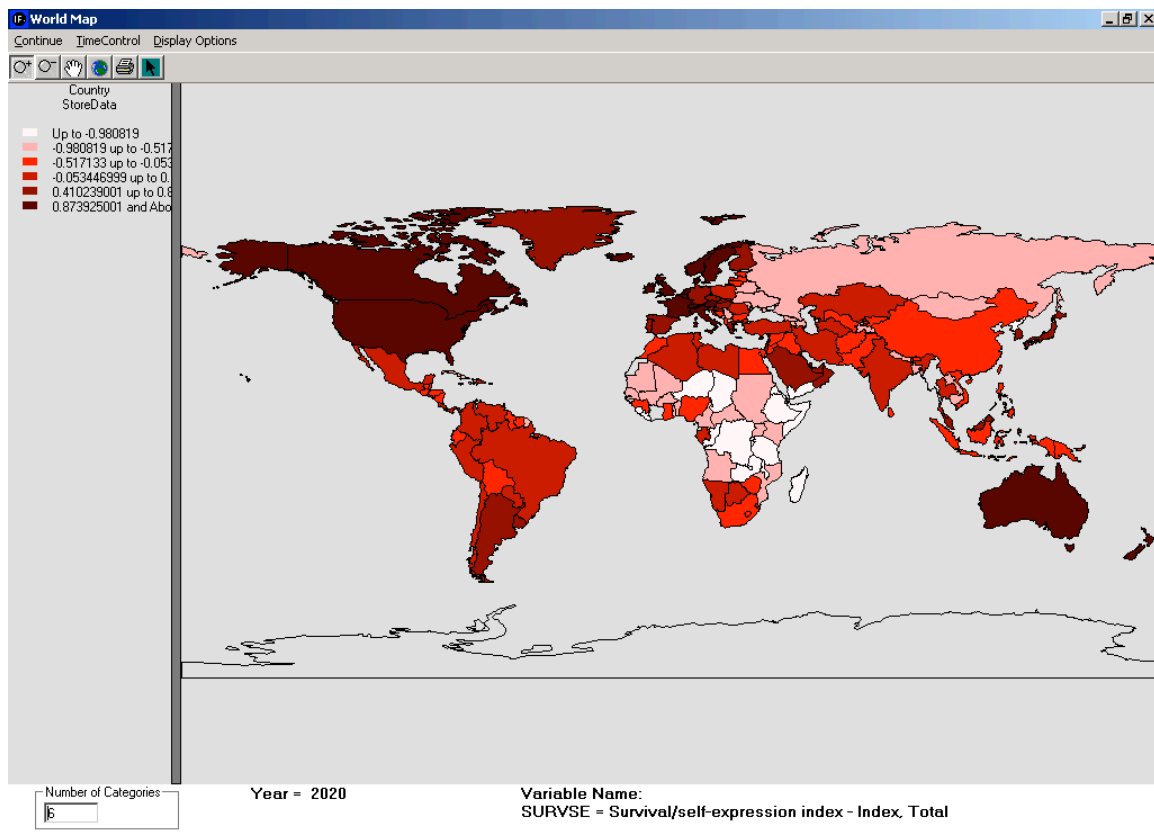 IF World Map
Continue TimeControl Display Options
Country
StoreData
Up to -0.980819
-0.980819 up to -0.517
-0.517133 up to -0.053
-0.053446999 up to 0.
0.410239001 up to 0.8
0.873925001 and Abo
Number of Categories
6
Year = 2020
Variable Name:
SURVSE = Survival/self-expression index - Index, Total